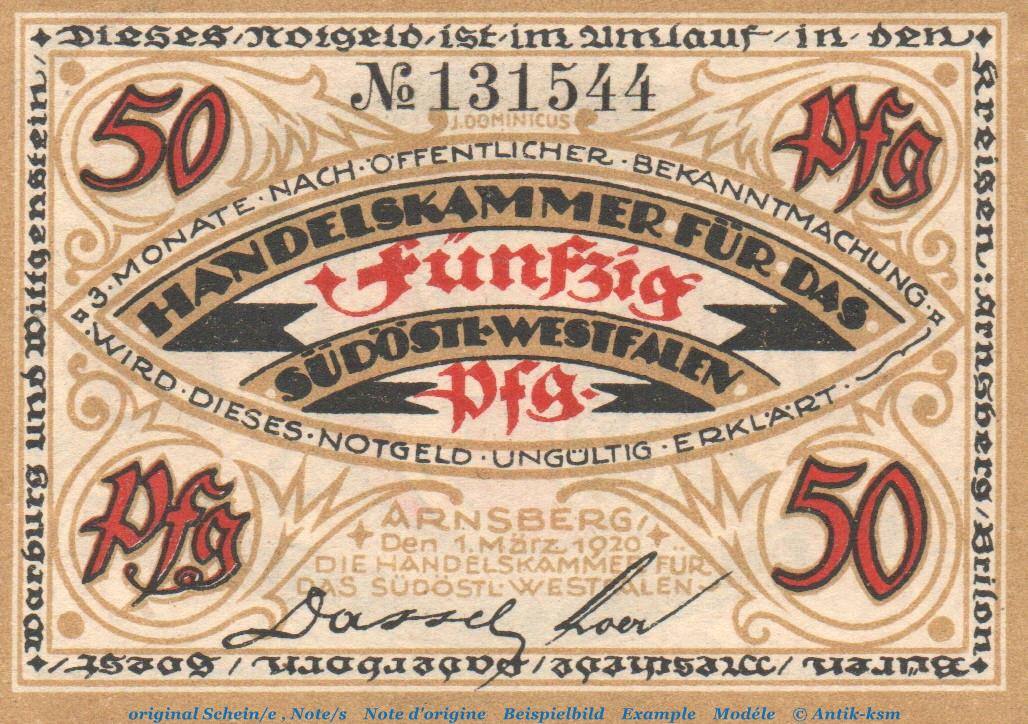 Dieses Notgeld ist im Umlauf in den
Kreisen: Arnsberg, Brilon
Büren, Meschede, Paderborn, Soest,
Warburg und Wittgenstein,
№ 131544
J. DOMINICUS
50
Pfg
3 · MONATE · NACH · ÖFFENTLICHER · BEKANNTMACHUNG
HANDELSKAMMER FÜR DAS
Fünfzig
SÜDÖSTL-WESTFALEN
Pfg.
WIRD · DIESES · NOTGELD · UNGÜLTIG · ERKLÄRT ·
Pfg
50
ARNSBERG,
Den 1. März 1920
DIE HANDELSKAMMER FÜR
DAS SÜDÖSTL-WESTFALEN
Dassel
original Schein/e , Note/s Note d'origine Beispielbild Example Modéle © Antik-ksm